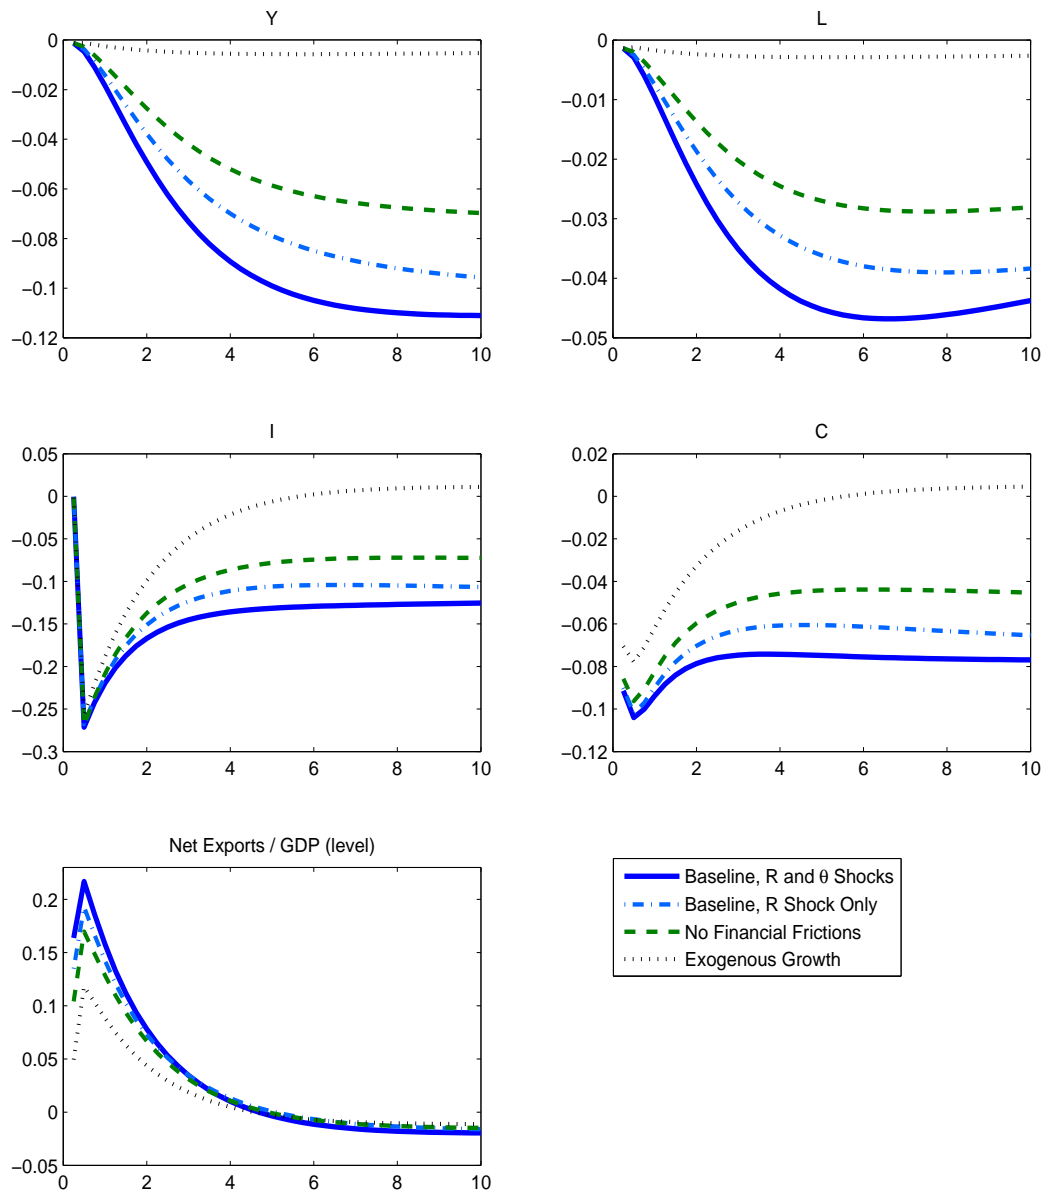 Y
0
−0.02
−0.04
−0.06
−0.08
−0.1
−0.12
0 2 4 6 8 10
L
0
−0.01
−0.02
−0.03
−0.04
−0.05
0 2 4 6 8 10
I
0.05
0
−0.05
−0.1
−0.15
−0.2
−0.25
−0.3
0 2 4 6 8 10
C
0.02
0
−0.02
−0.04
−0.06
−0.08
−0.1
−0.12
0 2 4 6 8 10
Net Exports / GDP (level)
0.2
0.15
0.1
0.05
0
−0.05
0 2 4 6 8 10
Baseline, R and θ Shocks
Baseline, R Shock Only
No Financial Frictions
Exogenous Growth